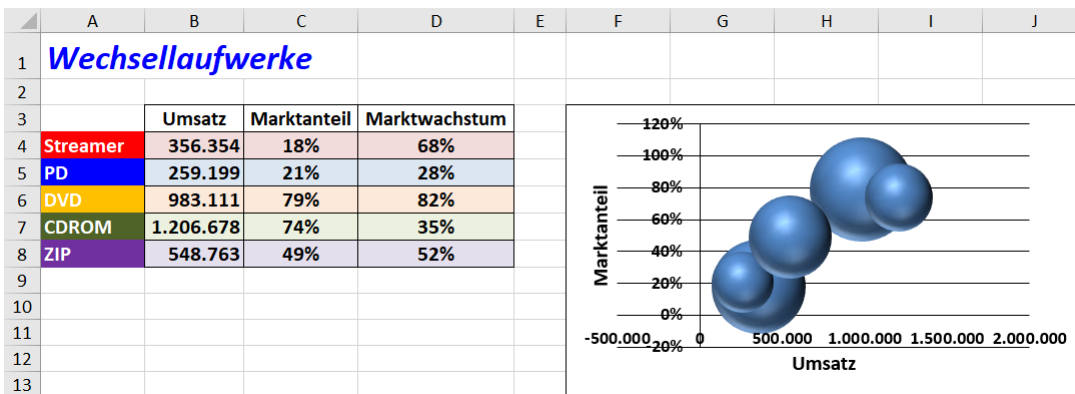 A B C D E F G H I J
1 Wechsellaufwerke
2
3 Umsatz Marktanteil Marktwachstum
4 Streamer 356.354 18% 68%
5 PD 259.199 21% 28%
6 DVD 983.111 79% 82%
7 CDROM 1.206.678 74% 35%
8 ZIP 548.763 49% 52%
9
10
11
12
13
120%
100%
80%
60%
40%
20%
0%
-20%
Marktanteil
-500.000 0 500.000 1.000.000 1.500.000 2.000.000
Umsatz